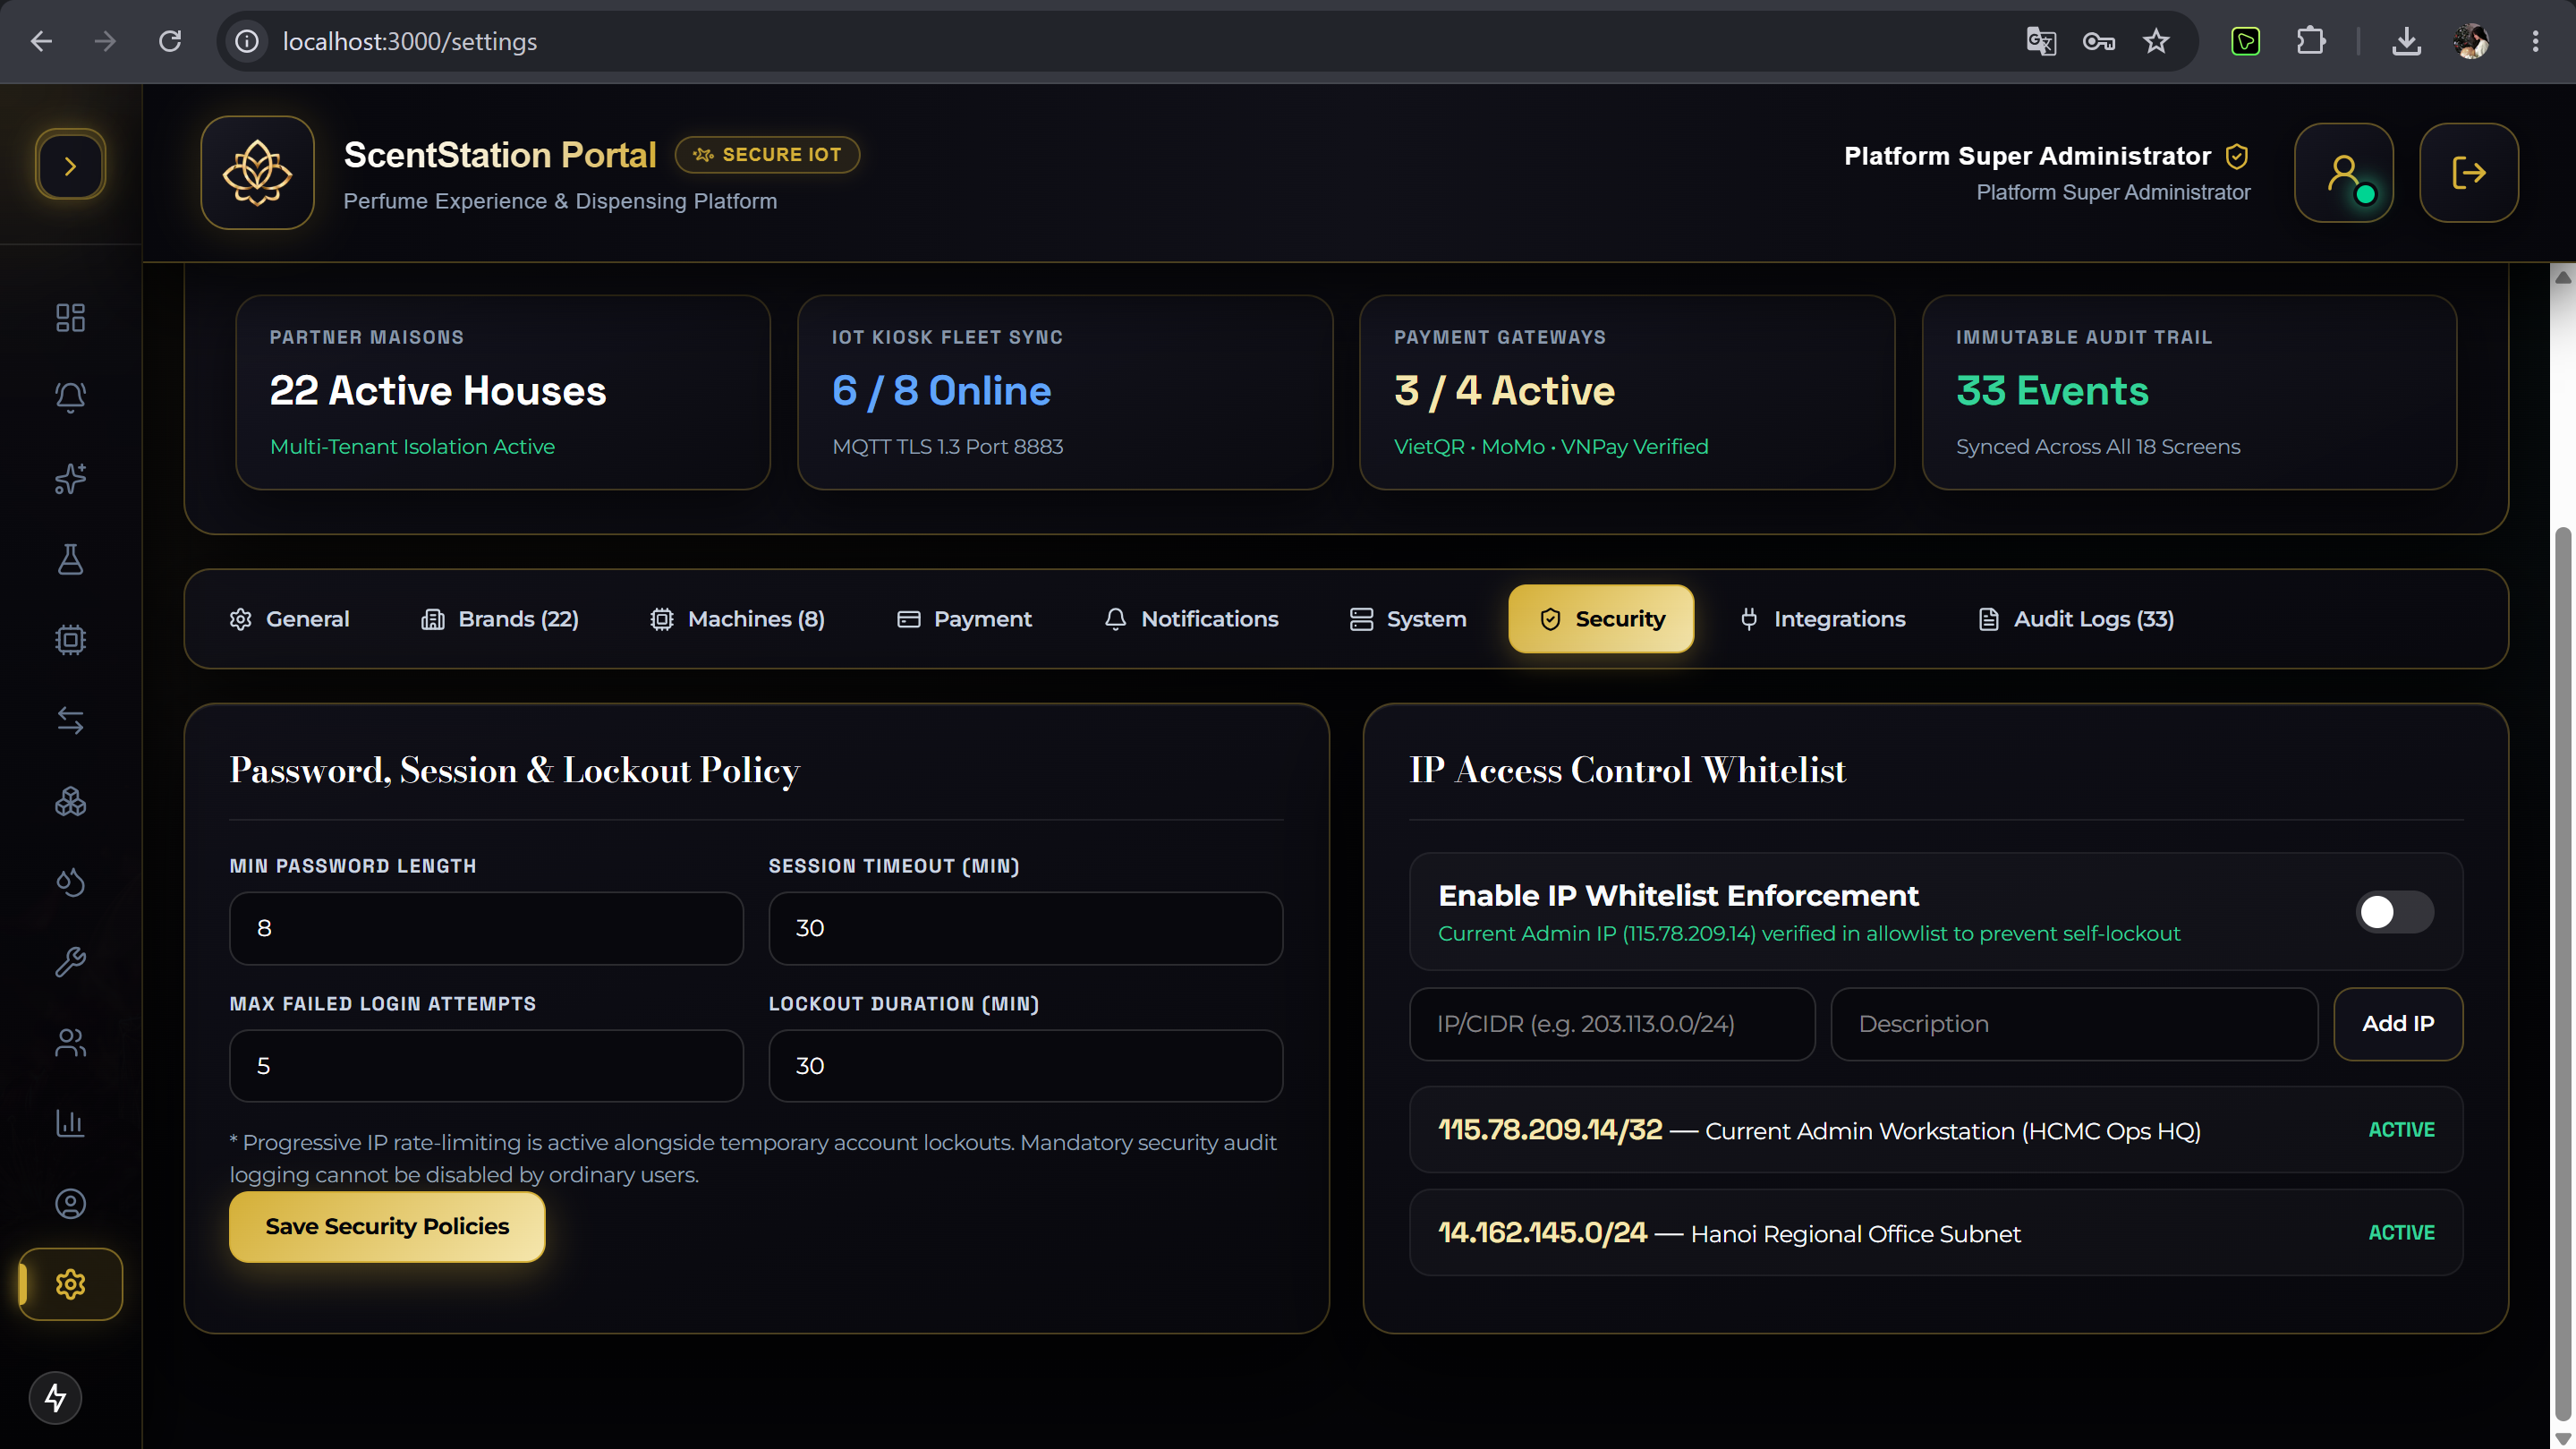 localhost:3000/settings
ScentStation Portal
SECURE IOT
Perfume Experience & Dispensing Platform
Platform Super Administrator
Platform Super Administrator
PARTNER MAISONS
22 Active Houses
Multi-Tenant Isolation Active
IOT KIOSK FLEET SYNC
6 / 8 Online
MQTT TLS 1.3 Port 8883
PAYMENT GATEWAYS
3 / 4 Active
VietQR • MoMo • VNPay Verified
IMMUTABLE AUDIT TRAIL
33 Events
Synced Across All 18 Screens
General
Brands (22)
Machines (8)
Payment
Notifications
System
Security
Integrations
Audit Logs (33)
Password, Session & Lockout Policy
MIN PASSWORD LENGTH
8
SESSION TIMEOUT (MIN)
30
MAX FAILED LOGIN ATTEMPTS
5
LOCKOUT DURATION (MIN)
30
* Progressive IP rate-limiting is active alongside temporary account lockouts. Mandatory security audit
logging cannot be disabled by ordinary users.
Save Security Policies
IP Access Control Whitelist
Enable IP Whitelist Enforcement
Current Admin IP (115.78.209.14) verified in allowlist to prevent self-lockout
IP/CIDR (e.g. 203.113.0.0/24)
Description
Add IP
115.78.209.14/32 — Current Admin Workstation (HCMC Ops HQ)
ACTIVE
14.162.145.0/24 — Hanoi Regional Office Subnet
ACTIVE